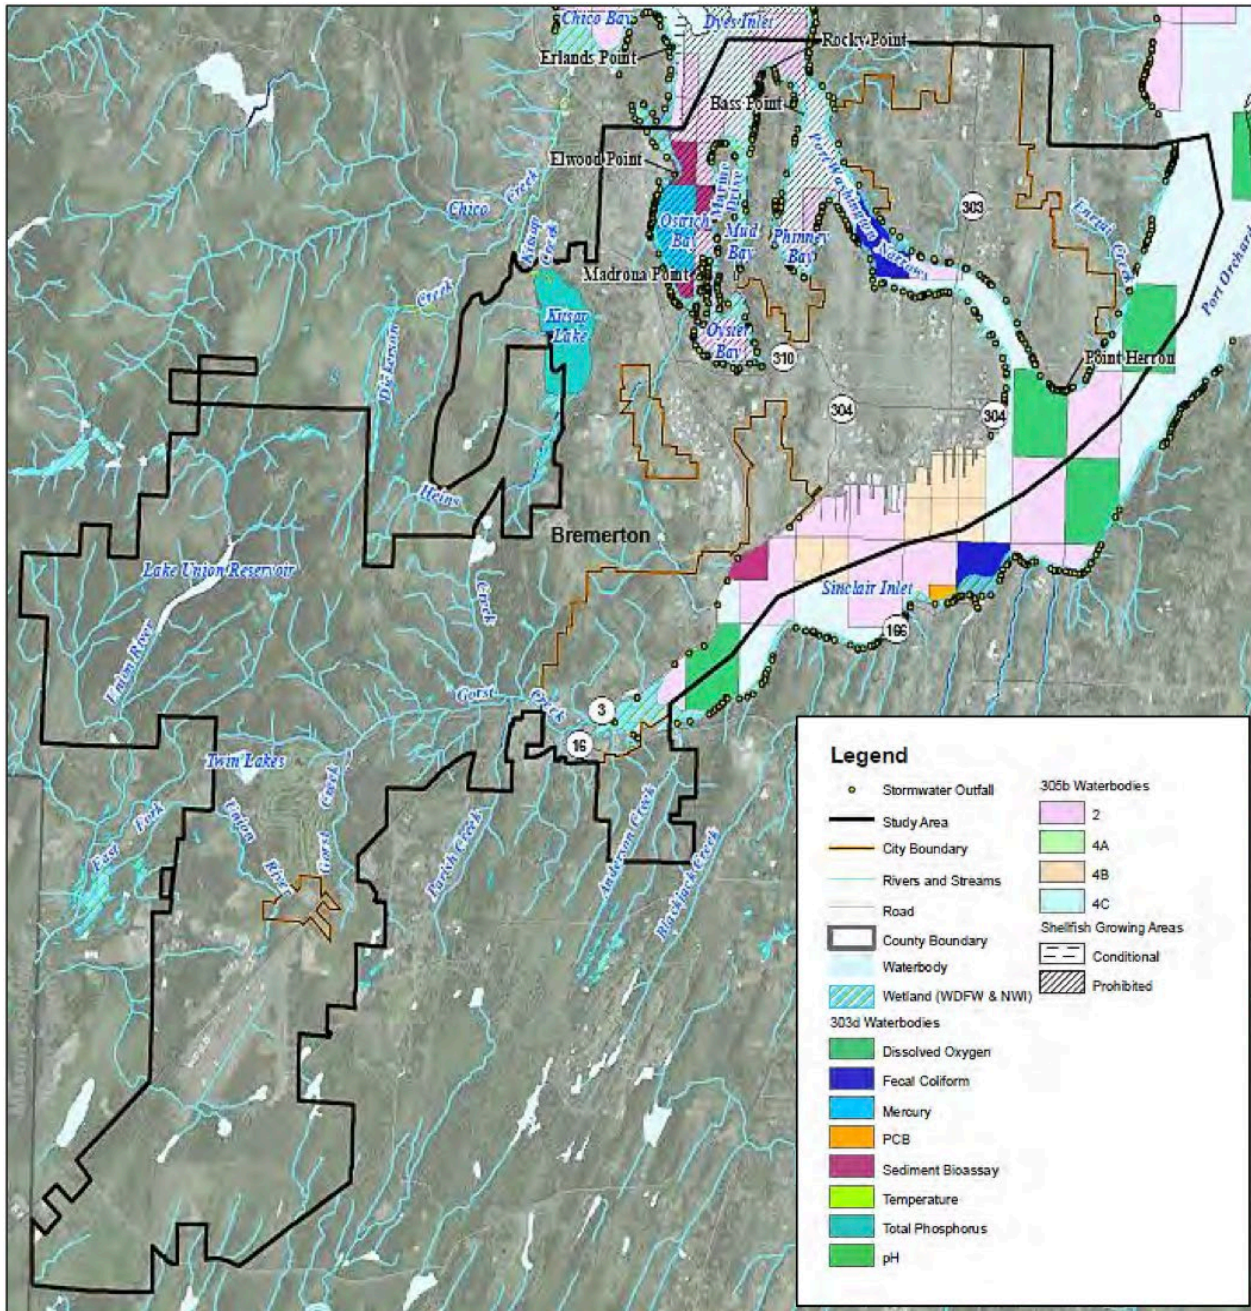 Chico Bay
Dyes Inlet
Rocky Point
Erlands Point
Bass Point
Port Washington
Narrows
Elwood Point
Marine
Drive
Chico
Creek
Kitsap
Creek
Ostrich
Bay
Mud
Bay
Phinney
Bay
303
Enetai
Creek
Port Orchard
Madrona Point
Creek
Dickerson
Kitsap
Lake
Oyster
Bay
310
Point Herron
304
304
Heins
Bremerton
Lake Union Reservoir
Sinclair Inlet
Creek
166
Union River
Gorst
Creek
3
16
Twin Lakes
Creek
Gorst
Union
River
East
Fork
Parish Creek
Anderson Creek
Blackjack Creek
Legend
Stormwater Outfall
Study Area
City Boundary
Rivers and Streams
Road
County Boundary
Waterbody
Wetland (WDFW & NWI)
303d Waterbodies
Dissolved Oxygen
Fecal Coliform
Mercury
PCB
Sediment Bioassay
Temperature
Total Phosphorus
pH
305b Waterbodies
2
4A
4B
4C
Shellfish Growing Areas
Conditional
Prohibited